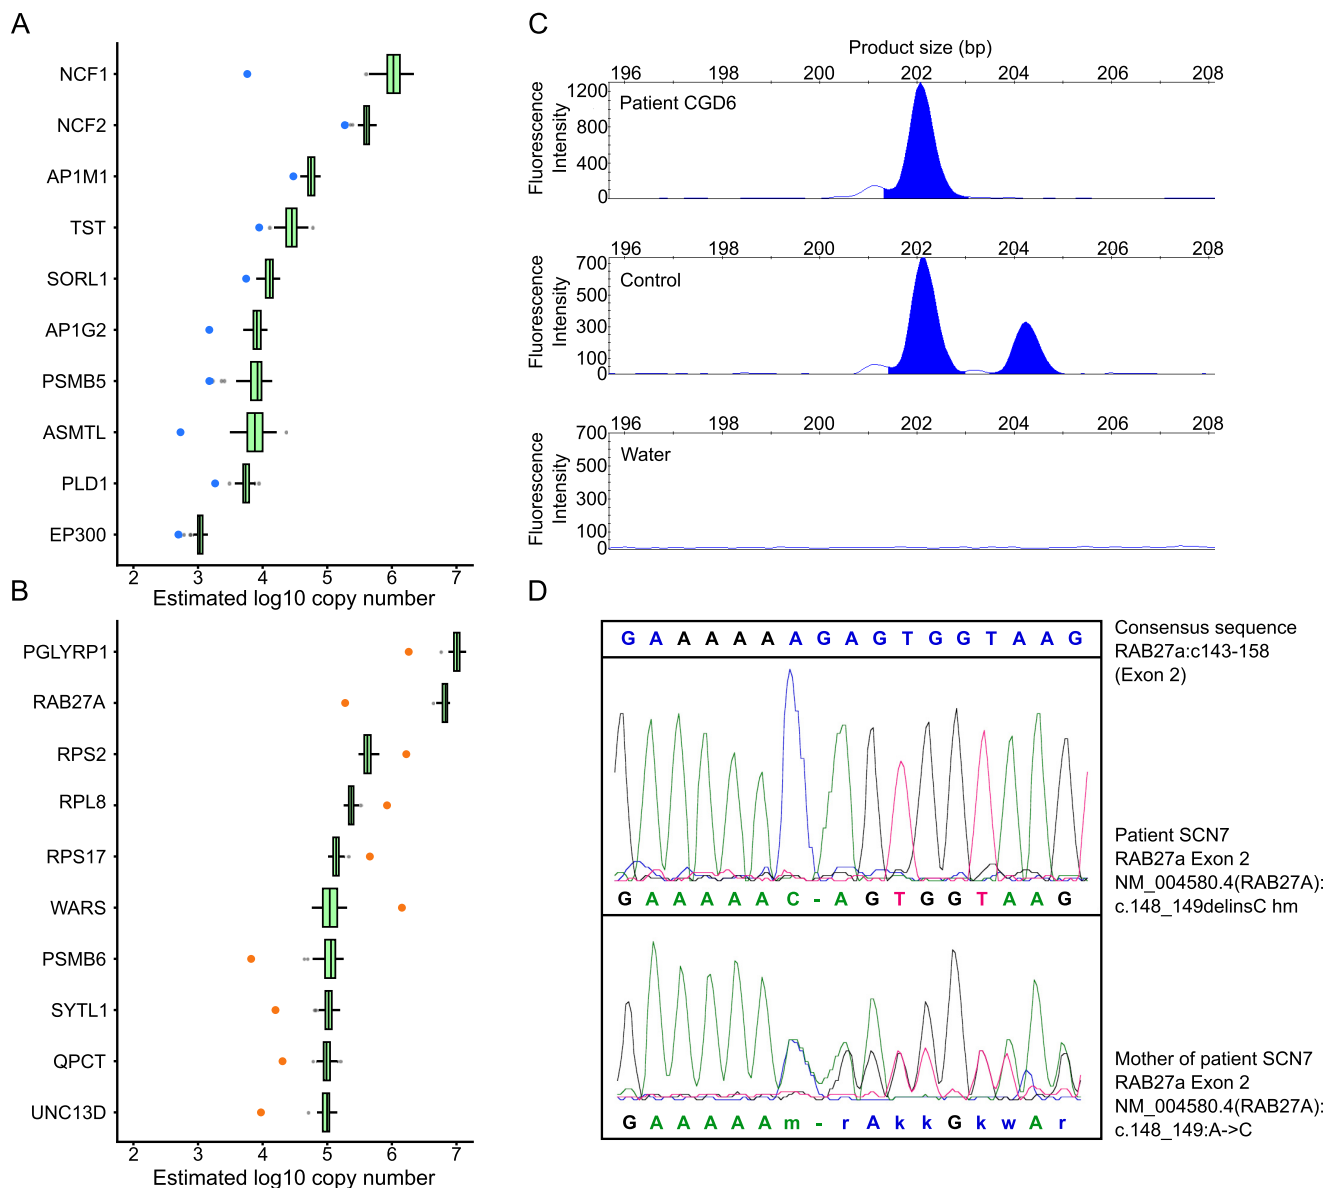 A
NCF1
NCF2
AP1M1
TST
SORL1
AP1G2
PSMB5
ASMTL
PLD1
EP300
2 3 4 5 6 7
Estimated log10 copy number
B
PGLYRP1
RAB27A
RPS2
RPL8
RPS17
WARS
PSMB6
SYTL1
QPCT
UNC13D
2 3 4 5 6 7
Estimated log10 copy number
C
Product size (bp)
196 198 200 202 204 206 208
Fluorescence
Intensity
1200
800
400
0
Patient CGD6
196 198 200 202 204 206 208
Fluorescence
Intensity
700
500
300
100
0
Control
196 198 200 202 204 206 208
Fluorescence
Intensity
700
500
300
100
0
Water
D
G A A A A A A G A G T G G T A A G
Consensus sequence
RAB27a:c143-158
(Exon 2)
G A A A A A C - A G T G G T A A G
Patient SCN7
RAB27a Exon 2
NM_004580.4(RAB27A):
c.148_149delinsC hm
G A A A A A m - r A k k G k w A r
Mother of patient SCN7
RAB27a Exon 2
NM_004580.4(RAB27A):
c.148_149:A->C